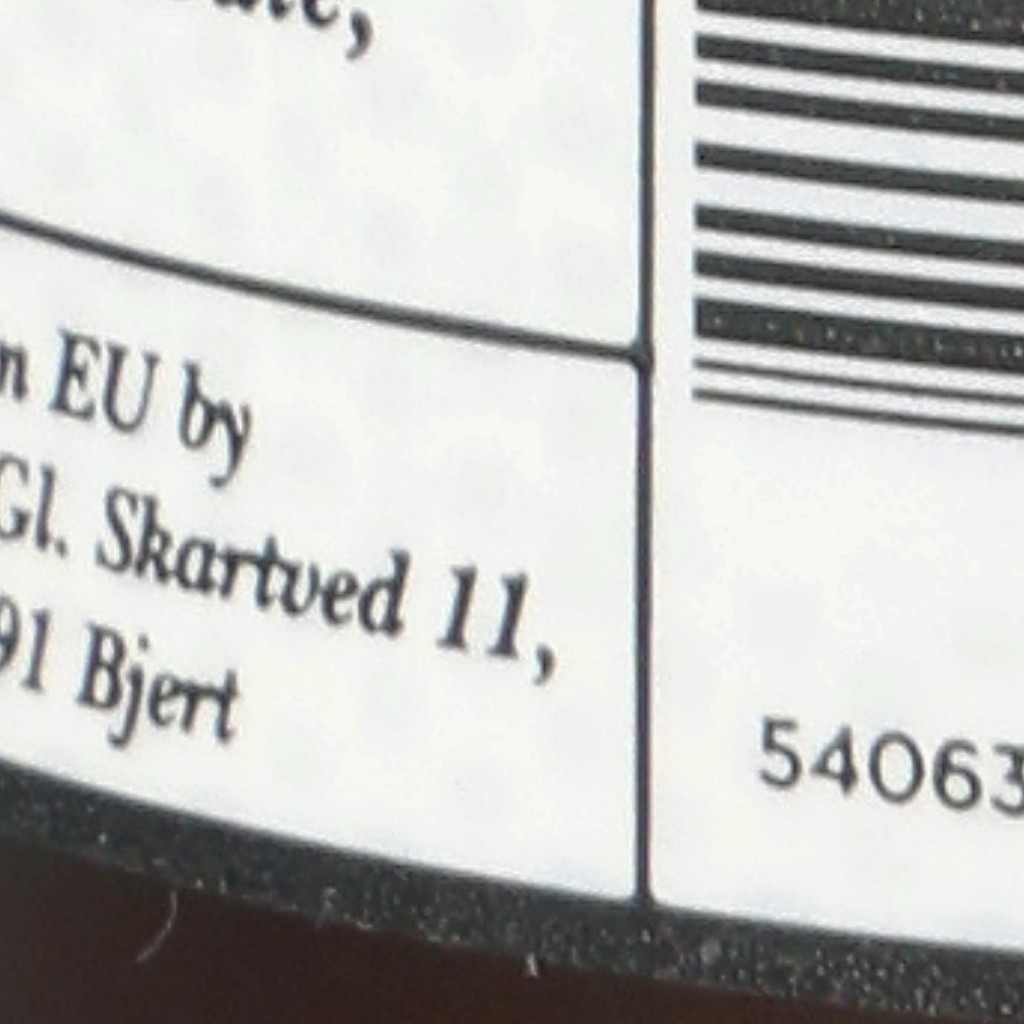 EU by
Gl. Skartved 11,
91 Bjert
54063